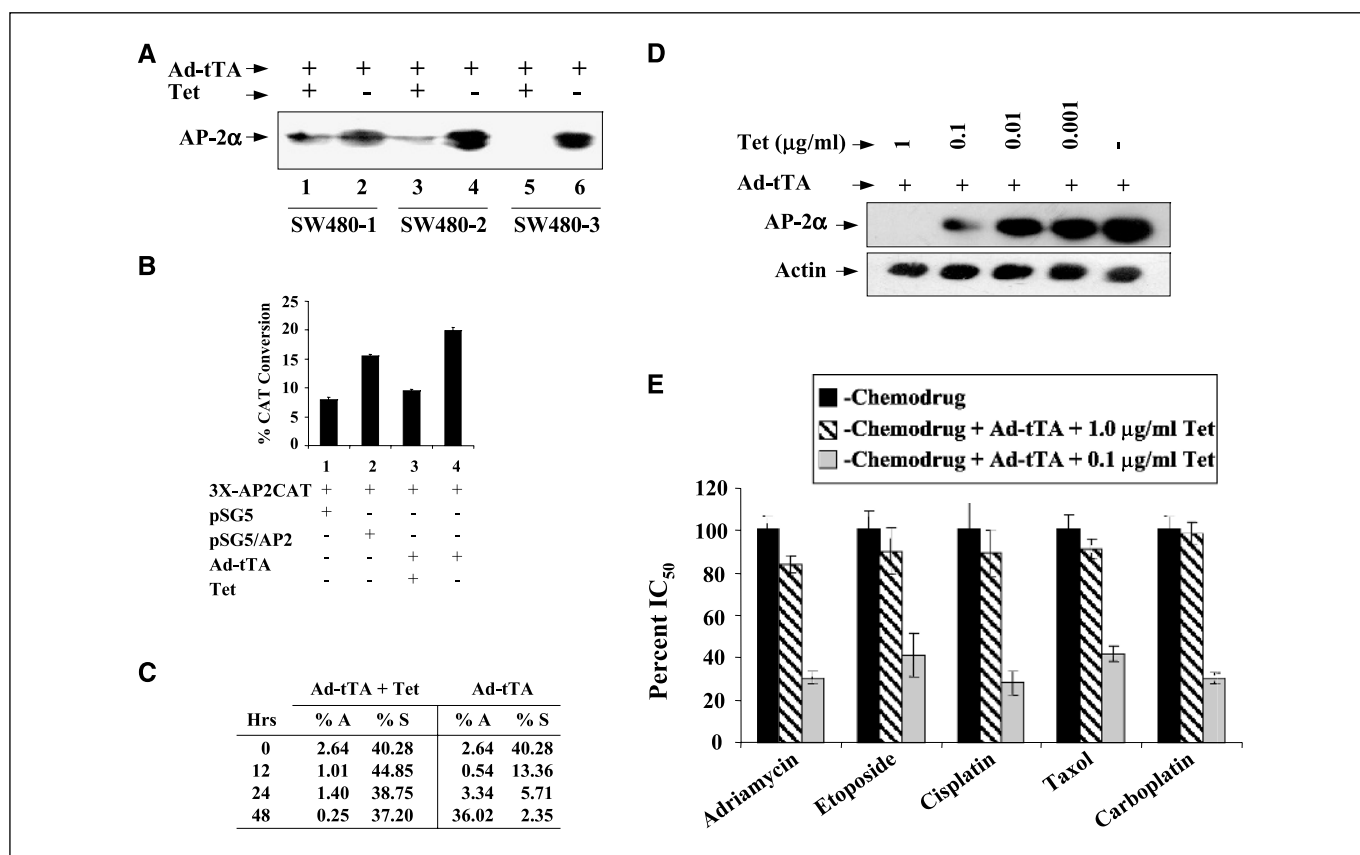 A
Ad-tTA + + + + + +
Tet + - + - + -
AP-2α
1 2 3 4 5 6
SW480-1 SW480-2 SW480-3
B
% CAT Conversion
25
20
15
10
5
0
1 2 3 4
3X-AP2CAT + + + +
pSG5 + - - -
pSG5/AP2 - + - -
Ad-tTA - - + +
Tet - - + -
C
Ad-tTA + Tet Ad-tTA
Hrs % A % S % A % S
0 2.64 40.28 2.64 40.28
12 1.01 44.85 0.54 13.36
24 1.40 38.75 3.34 5.71
48 0.25 37.20 36.02 2.35
D
Tet (µg/ml) 1 0.1 0.01 0.001 -
Ad-tTA + + + + +
AP-2α
Actin
E
-Chemodrug
-Chemodrug + Ad-tTA + 1.0 µg/ml Tet
-Chemodrug + Ad-tTA + 0.1 µg/ml Tet
Percent IC50
120
100
80
60
40
20
0
Adriamycin Etoposide Cisplatin Taxol Carboplatin